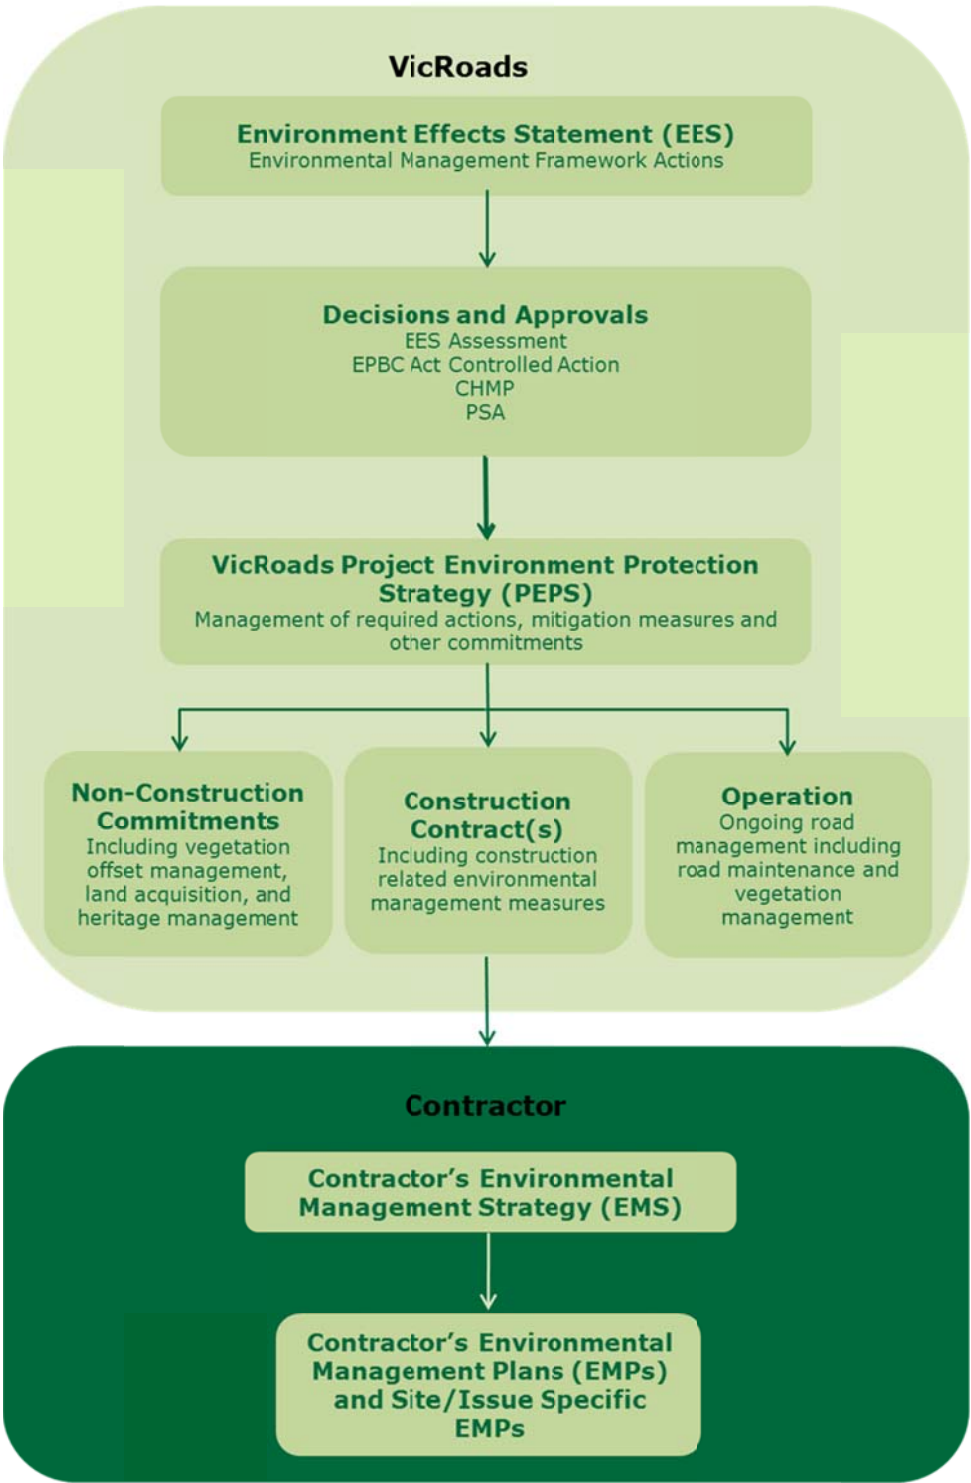 VicRoads
Environment Effects Statement (EES)
Environmental Management Framework Actions
Decisions and Approvals
EES Assessment
EPBC Act Controlled Action
CHMP
PSA
VicRoads Project Environment Protection
Strategy (PEPS)
Management of required actions, mitigation measures and
other commitments
Non-Construction
Commitments
Including vegetation
offset management,
land acquisition, and
heritage management
Construction
Contract(s)
Including construction
related environmental
management measures
Operation
Ongoing road
management including
road maintenance and
vegetation
management
Contractor
Contractor’s Environmental
Management Strategy (EMS)
Contractor’s Environmental
Management Plans (EMPs)
and Site/Issue Specific
EMPs